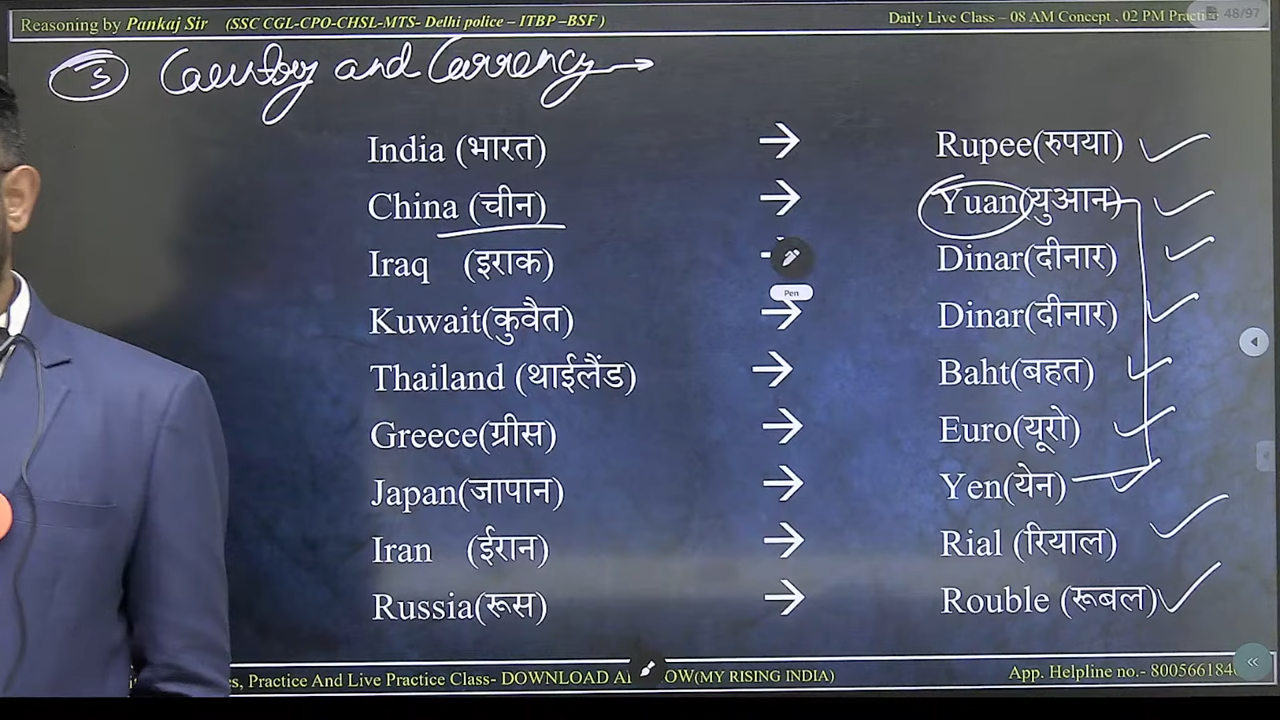 Reasoning by Pankaj Sir (SSC CGL-CPO-CHSL-MTS- Delhi police – ITBP –BSF ) Daily Live Class – 08 AM Concept , 02 PM Practi
48/97
5 Country and Currency →
India (भारत) → Rupee(रुपया)
China (चीन) → Yuan(युआन)
Iraq (इराक) Dinar(दीनार)
Pen
Kuwait(कुवैत) → Dinar(दीनार)
Thailand (थाईलैंड) → Baht(बहत)
Greece(ग्रीस) → Euro(यूरो)
Japan(जापान) → Yen(येन)
Iran (ईरान) → Rial (रियाल)
Russia(रूस) → Rouble (रूबल)
Practice And Live Practice Class- DOWNLOAD OW(MY RISING INDIA) App. Helpline no.- 800566184